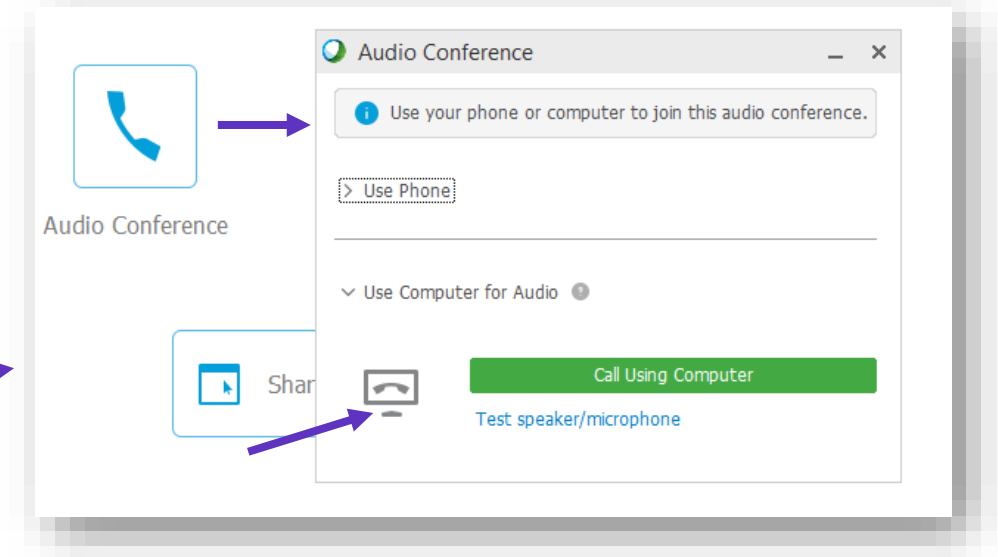 Audio Conference
Use your phone or computer to join this audio conference.
> Use Phone
Audio Conference
Use Computer for Audio
Call Using Computer
Shar
Test speaker/microphone